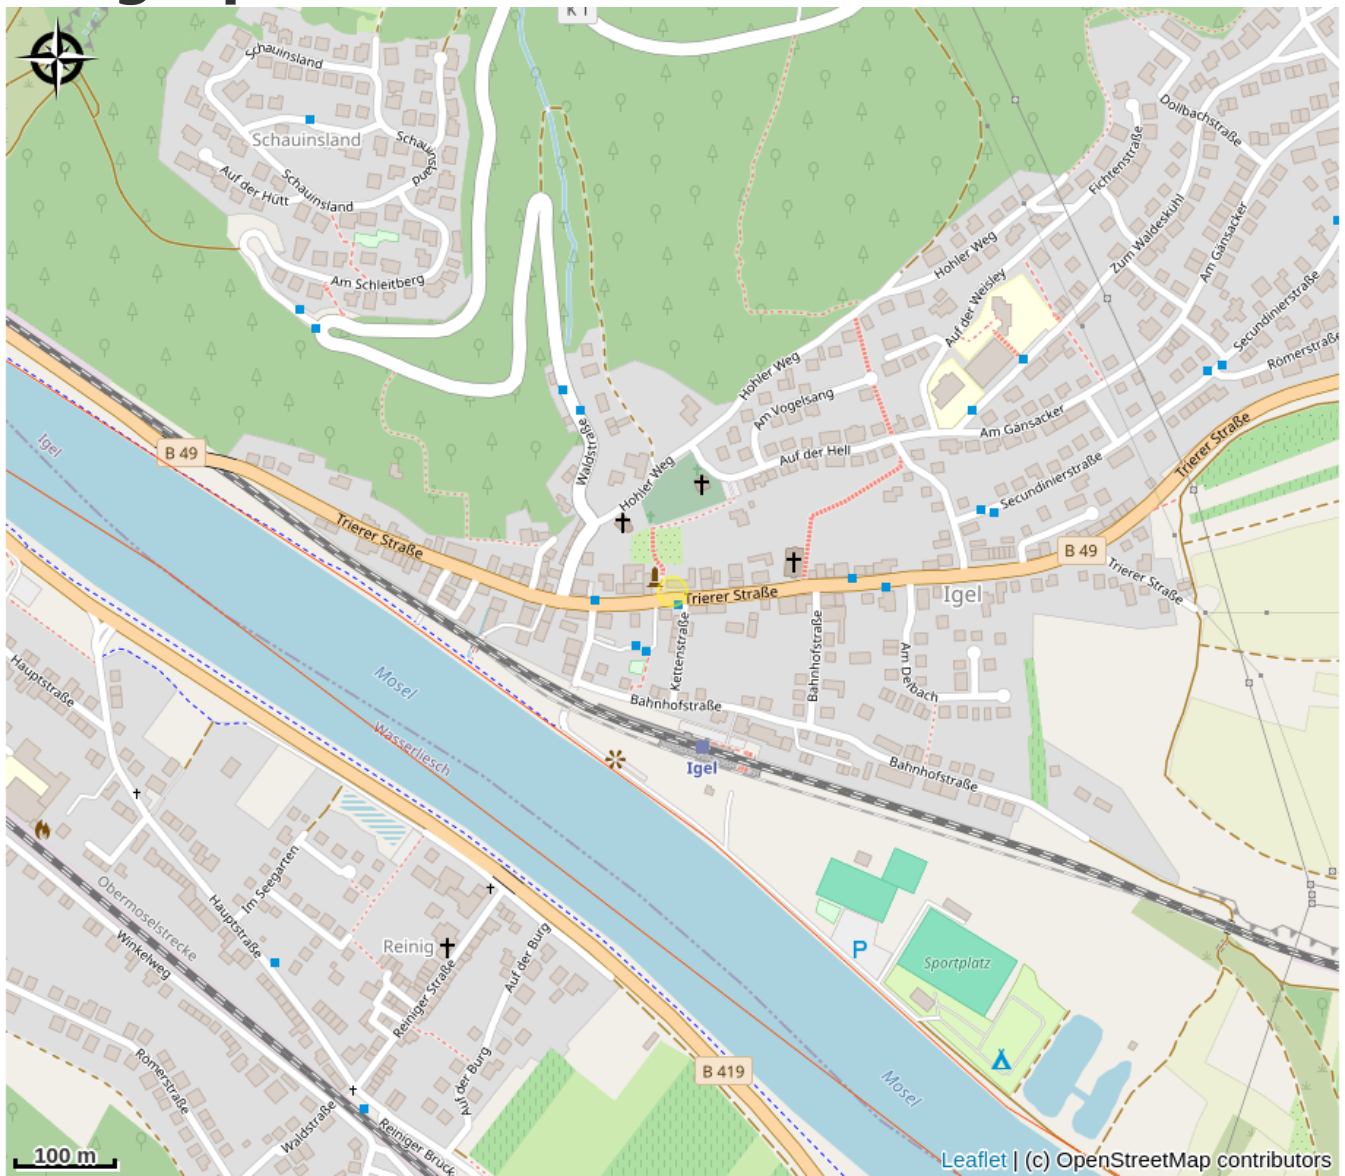 K 1
Schauinsland
Dollbachstraße
Schauinsland
Schauinsland
Fichtenstraße
Auf der Hütt
Schauinsland
Zum Waldeskühl
Am Gänsacker
Hohler Weg
Am Schleitberg
Auf der Weisley
Secundinierstraße
Römerstraße
Hohler Weg
Am Vogelsang
Am Gänsacker
Trierer Straße
Igel
B 49
Waldstraße
Auf der Hell
Hohler Weg
Secundinierstraße
Trierer Straße
B 49
Trierer Straße
Trierer Straße
Igel
Kettenstraße
Bahnhofstraße
Am Derbach
Hauptstraße
Mosel
Bahnhofstraße
Wasserliesch
Igel
Bahnhofstraße
Im Seegarten
Obermoselstrecke
Hauptstraße
Winkelweg
Reinig
Auf der Burg
P
Sportplatz
Reiniger Straße
B 419
Römerstraße
Auf der Burg
Mosel
Waldstraße
Reiniger Brück
100 m
Leaflet | (c) OpenStreetMap contributors